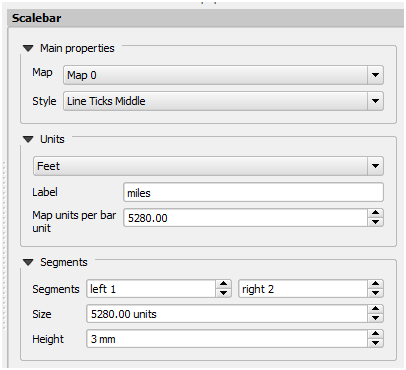 Scalebar
Main properties
Map
Map 0
Style
Line Ticks Middle
Units
Feet
Label
miles
Map units per bar
unit
5280.00
Segments
Segments
left 1
right 2
Size
5280.00 units
Height
3 mm